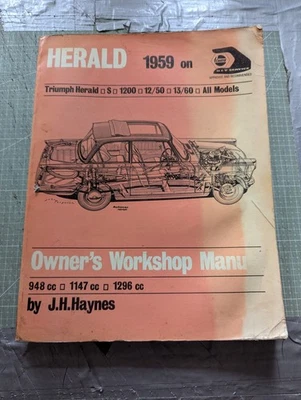 HERALD 1959 on
Triumph Herald □ S □ 1200 □ 12/50 □ 13/60 □ All Models
Owner's Workshop Manu
948 cc □ 1147 cc □ 1296 cc
by J.H.Haynes